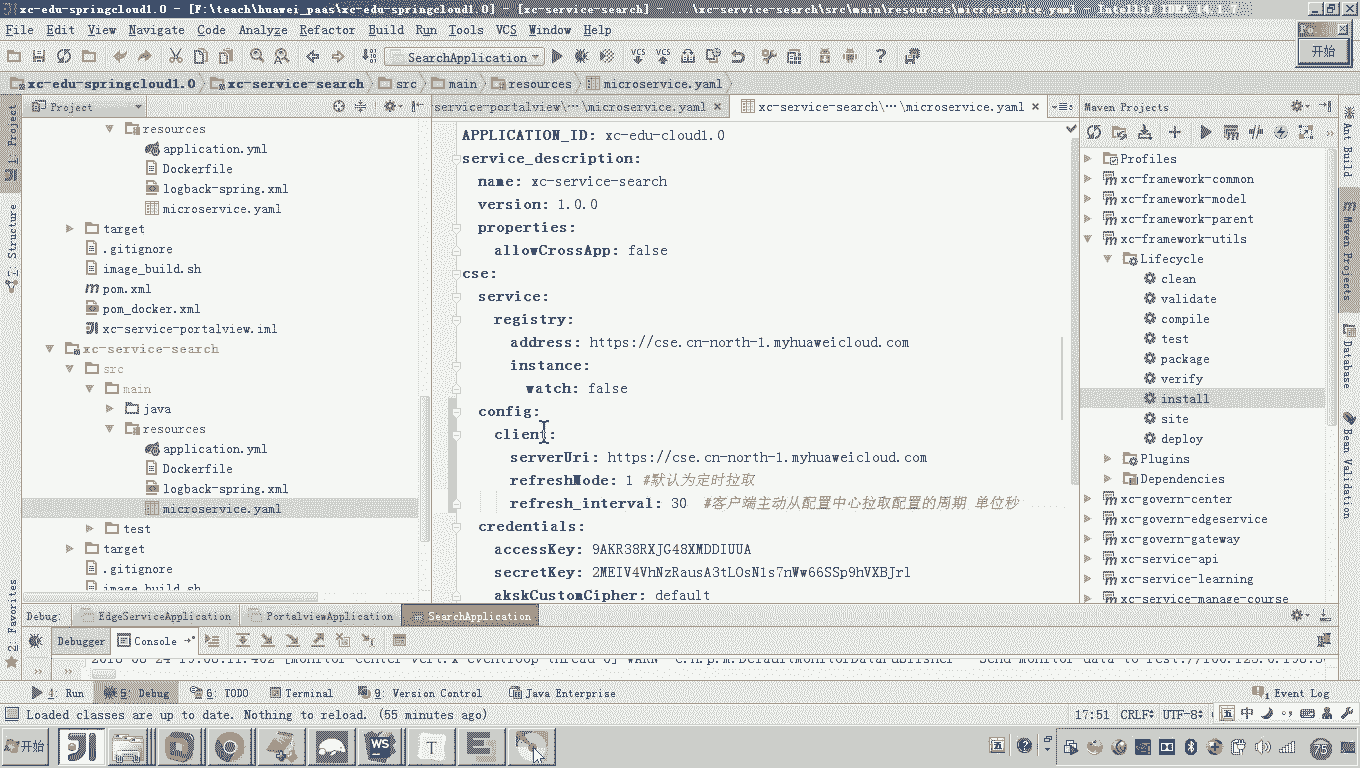 xc-edu-springcloud1.0 - [F:\teach\huawei_paas\xc-edu-springcloud1.0] - [xc-service-search] - ...\xc-service-search\src\main\resources\microservice.yaml - IntelliJ IDEA
File Edit View Navigate Code Analyze Refactor Build Run Tools VCS Window Help
SearchApplication
开始
xc-edu-springcloud1.0 xc-service-search src main resources microservice.yaml
Project
service-portalview\...\microservice.yaml
xc-service-search\...\microservice.yaml
Maven Projects
resources
application.yml
Dockerfile
logback-spring.xml
microservice.yaml
target
.gitignore
image_build.sh
pom.xml
pom_docker.xml
xc-service-portalview.iml
xc-service-search
src
main
java
resources
application.yml
Dockerfile
logback-spring.xml
microservice.yaml
test
target
.gitignore
image_build.sh
APPLICATION_ID: xc-edu-cloud1.0
service_description:
name: xc-service-search
version: 1.0.0
properties:
allowCrossApp: false
cse:
service:
registry:
address: https://cse.cn-north-1.myhuaweicloud.com
instance:
watch: false
config:
client:
serverUri: https://cse.cn-north-1.myhuaweicloud.com
refreshMode: 1 #默认为定时拉取
refresh_interval: 30 #客户端主动从配置中心拉取配置的周期 单位秒
credentials:
accessKey: 9AKR38RXJG48XMDDIUUA
secretKey: 2MEIV4VhNzRausA3tLOsN1s7nWw66SSp9hVXBJrl
akskCustomCipher: default
Profiles
xc-framework-common
xc-framework-model
xc-framework-parent
xc-framework-utils
Lifecycle
clean
validate
compile
test
package
verify
install
site
deploy
Plugins
Dependencies
xc-govern-center
xc-govern-edgeservice
xc-govern-gateway
xc-service-api
xc-service-learning
xc-service-manage-course
1: Project
7: Structure
2: Favorites
Ant Build
Maven Projects
Database
Bean Validation
Debug: EdgeServiceApplication PortalviewApplication SearchApplication
Debugger Console
4: Run 5: Debug 6: TODO Terminal 9: Version Control Java Enterprise
1 Event Log
Loaded classes are up to date. Nothing to reload. (55 minutes ago)
17:51 CRLF UTF-8
五 中
开始
WS
T
五
75